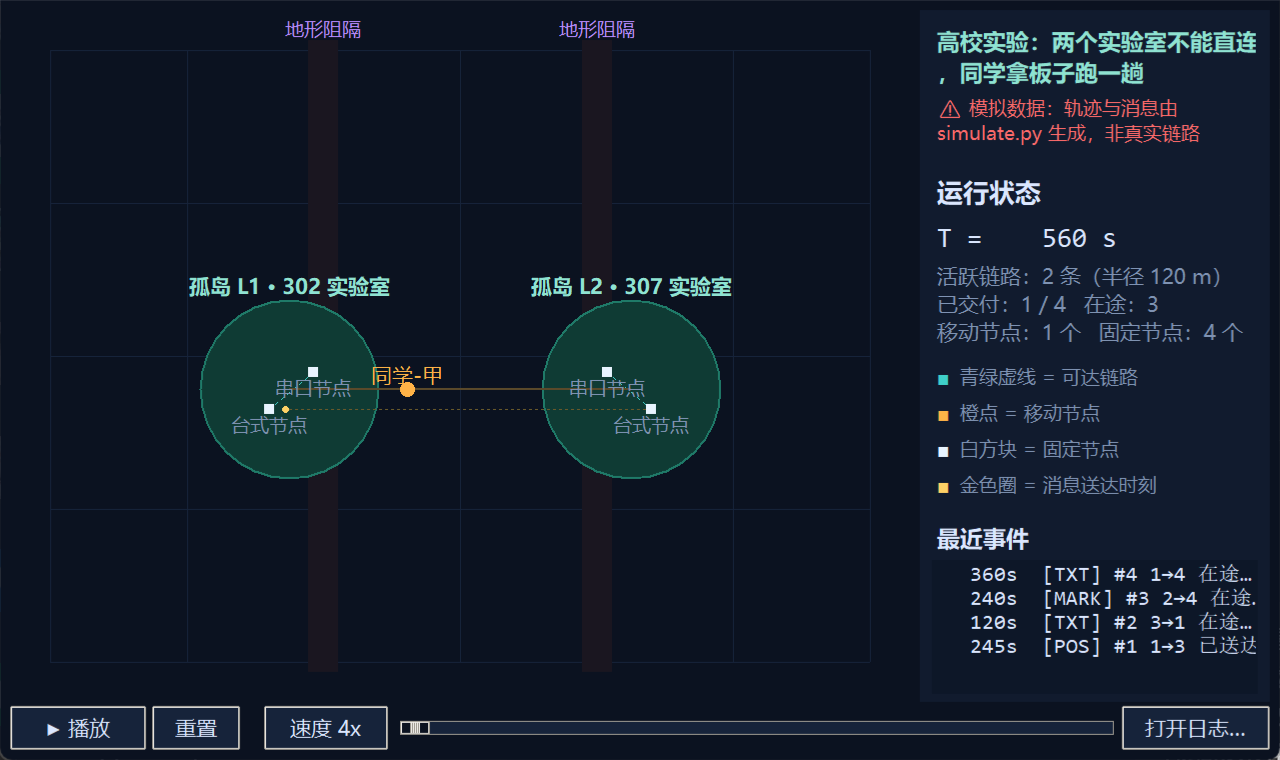 地形阻隔
地形阻隔
孤岛 L1 • 302 实验室
孤岛 L2 • 307 实验室
同学-甲
串口节点
台式节点
串口节点
台式节点
高校实验：两个实验室不能直连
，同学拿板子跑一趟
⚠ 模拟数据：轨迹与消息由
simulate.py 生成，非真实链路
运行状态
T = 560 s
活跃链路：2 条（半径 120 m）
已交付：1 / 4 在途：3
移动节点：1 个 固定节点：4 个
青绿虚线 = 可达链路
橙点 = 移动节点
白方块 = 固定节点
金色圈 = 消息送达时刻
最近事件
360s [TXT] #4 1→4 在途…
240s [MARK] #3 2→4 在途.
120s [TXT] #2 3→1 在途…
245s [POS] #1 1→3 已送达
► 播放
重置
速度 4x
打开日志...